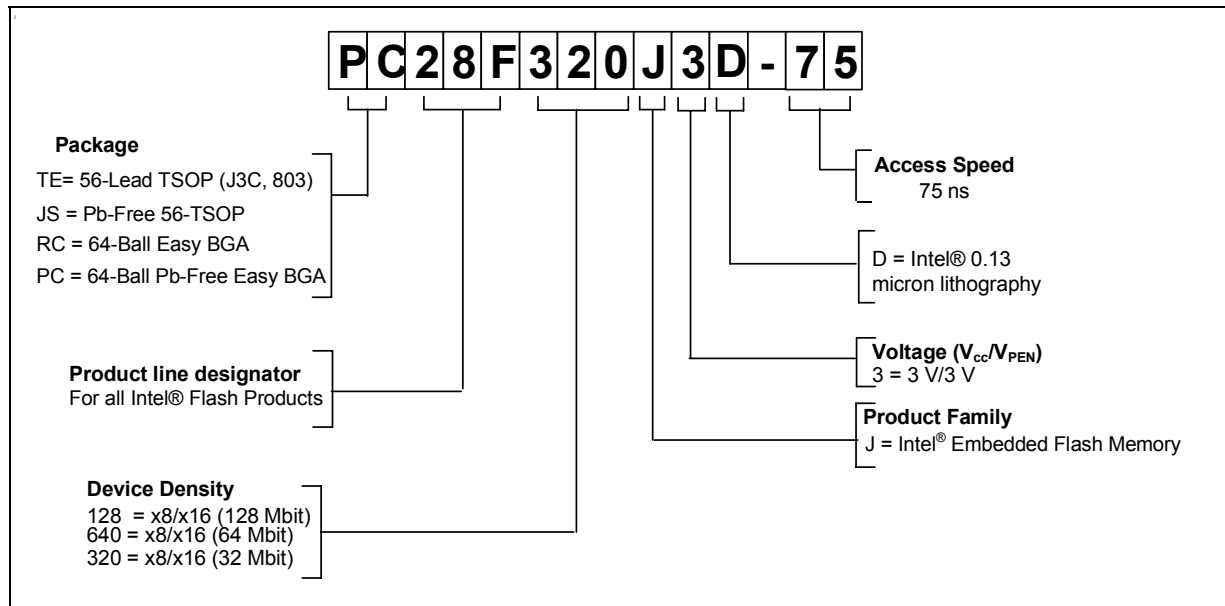 PC28F320J3D-75
Package
TE= 56-Lead TSOP (J3C, 803)
JS = Pb-Free 56-TSOP
RC = 64-Ball Easy BGA
PC = 64-Ball Pb-Free Easy BGA
Product line designator
For all Intel® Flash Products
Device Density
128 = x8/x16 (128 Mbit)
640 = x8/x16 (64 Mbit)
320 = x8/x16 (32 Mbit)
Access Speed
75 ns
D = Intel® 0.13
micron lithography
Voltage (Vcc/VPEN)
3 = 3 V/3 V
Product Family
J = Intel® Embedded Flash Memory